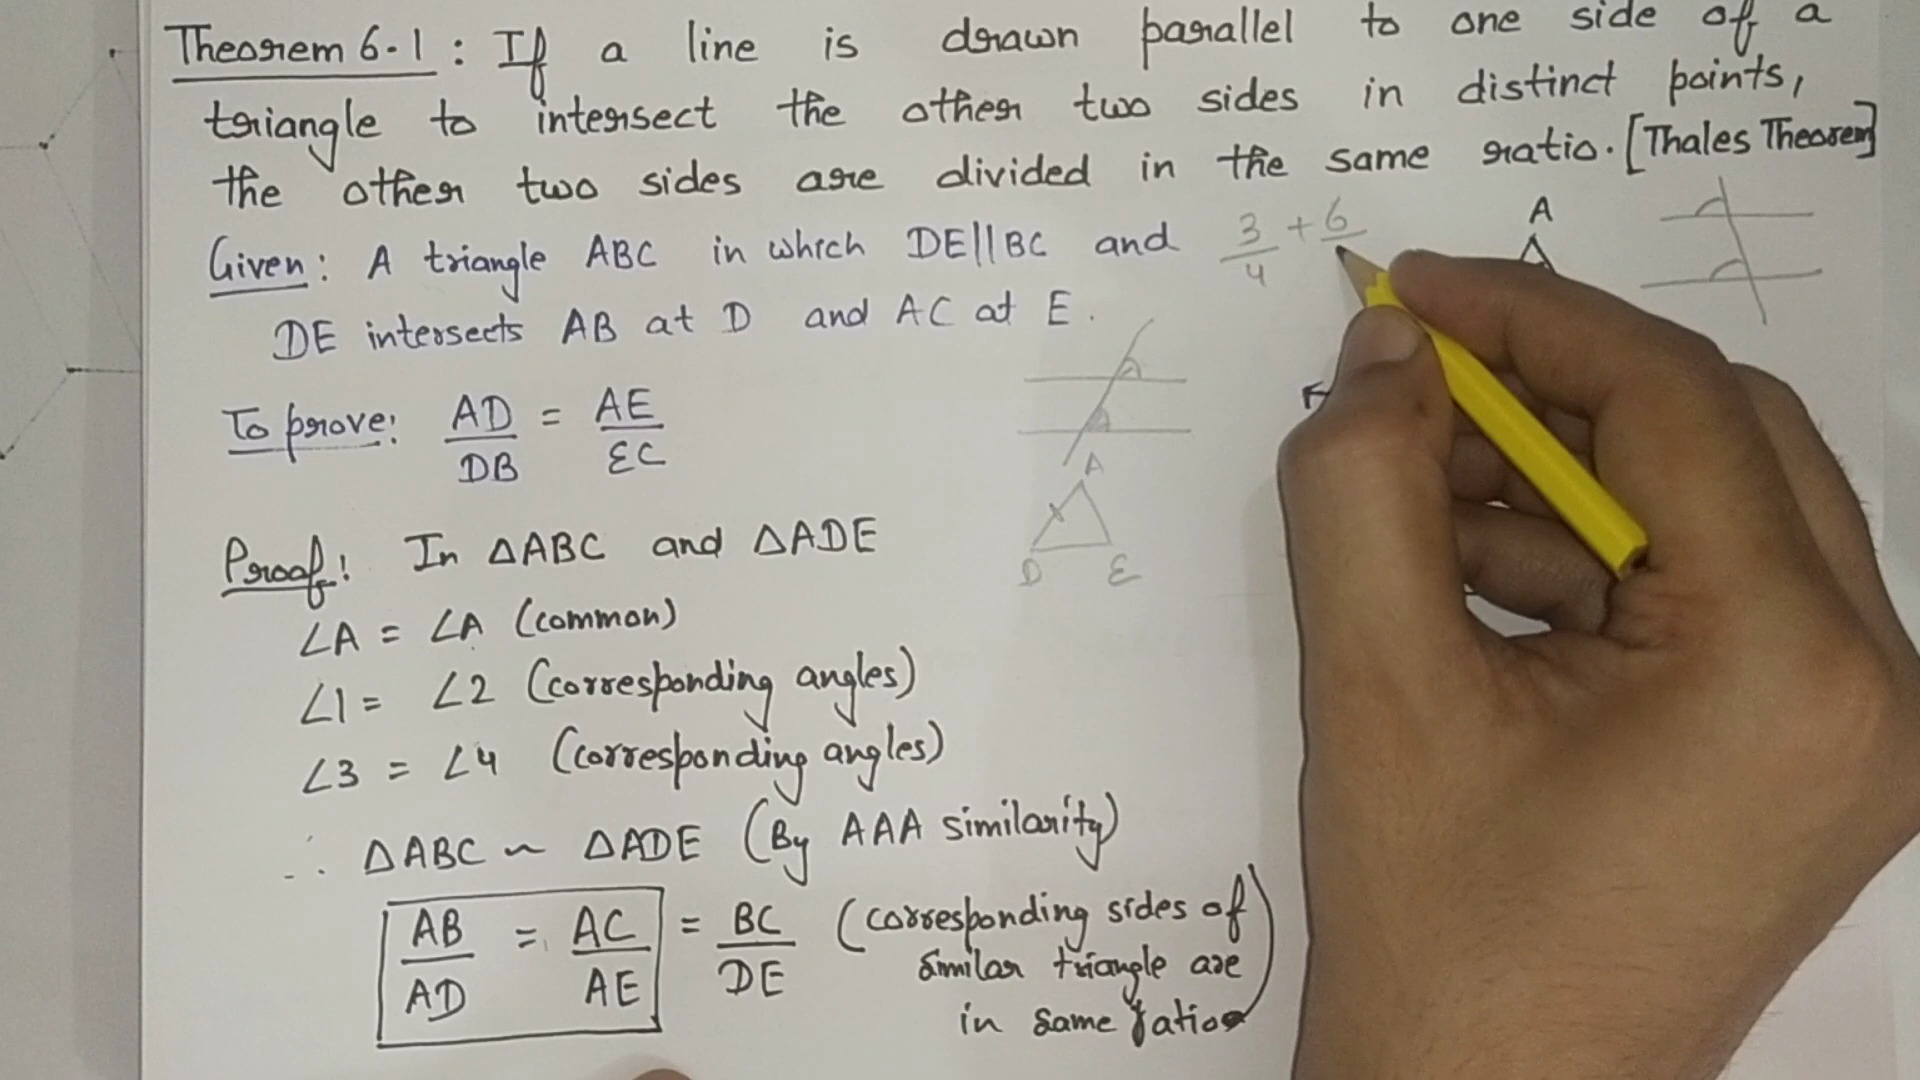 Theorem 6.1 : If a line is drawn parallel to one side of a
triangle to intersect the other two sides in distinct points,
the other two sides are divided in the same ratio. [Thales Theorem]
Given: A triangle ABC in which DE||BC and
DE intersects AB at D and AC at E.
3/4 + 6
A
To prove: AD/DB = AE/EC
A
D E
Proof: In △ABC and △ADE
∠A = ∠A (common)
∠1 = ∠2 (corresponding angles)
∠3 = ∠4 (corresponding angles)
∴ △ABC ~ △ADE (By AAA similarity)
AB/AD = AC/AE = BC/DE (corresponding sides of
similar triangle are
in same ratio)